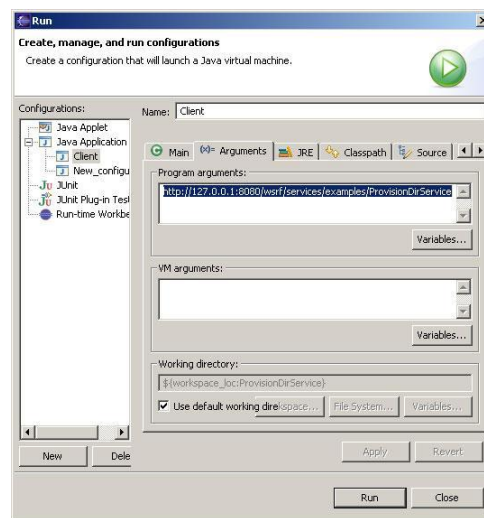 Run
Create, manage, and run configurations
Create a configuration that will launch a Java virtual machine.
Configurations:
Java Applet
Java Application
Client
New_configu
JUnit
JUnit Plug-in Test
Run-time Workbe
New
Dele
Name: Client
Main
(x)= Arguments
JRE
Classpath
Source
Program arguments:
http://127.0.0.1:8080/wsrf/services/examples/ProvisionDirService
Variables...
VM arguments:
Variables...
Working directory:
${workspace_loc:ProvisionDirService}
Use default working dire
kspace...
File System...
Variables...
Apply
Revert
Run
Close